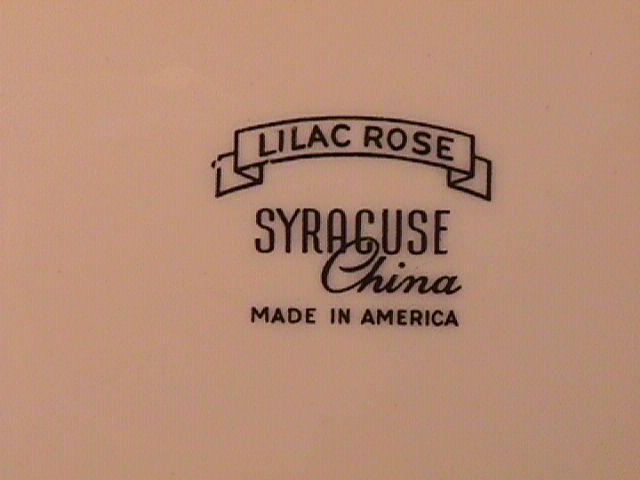 LILAC ROSE
SYRACUSE
China
MADE IN AMERICA